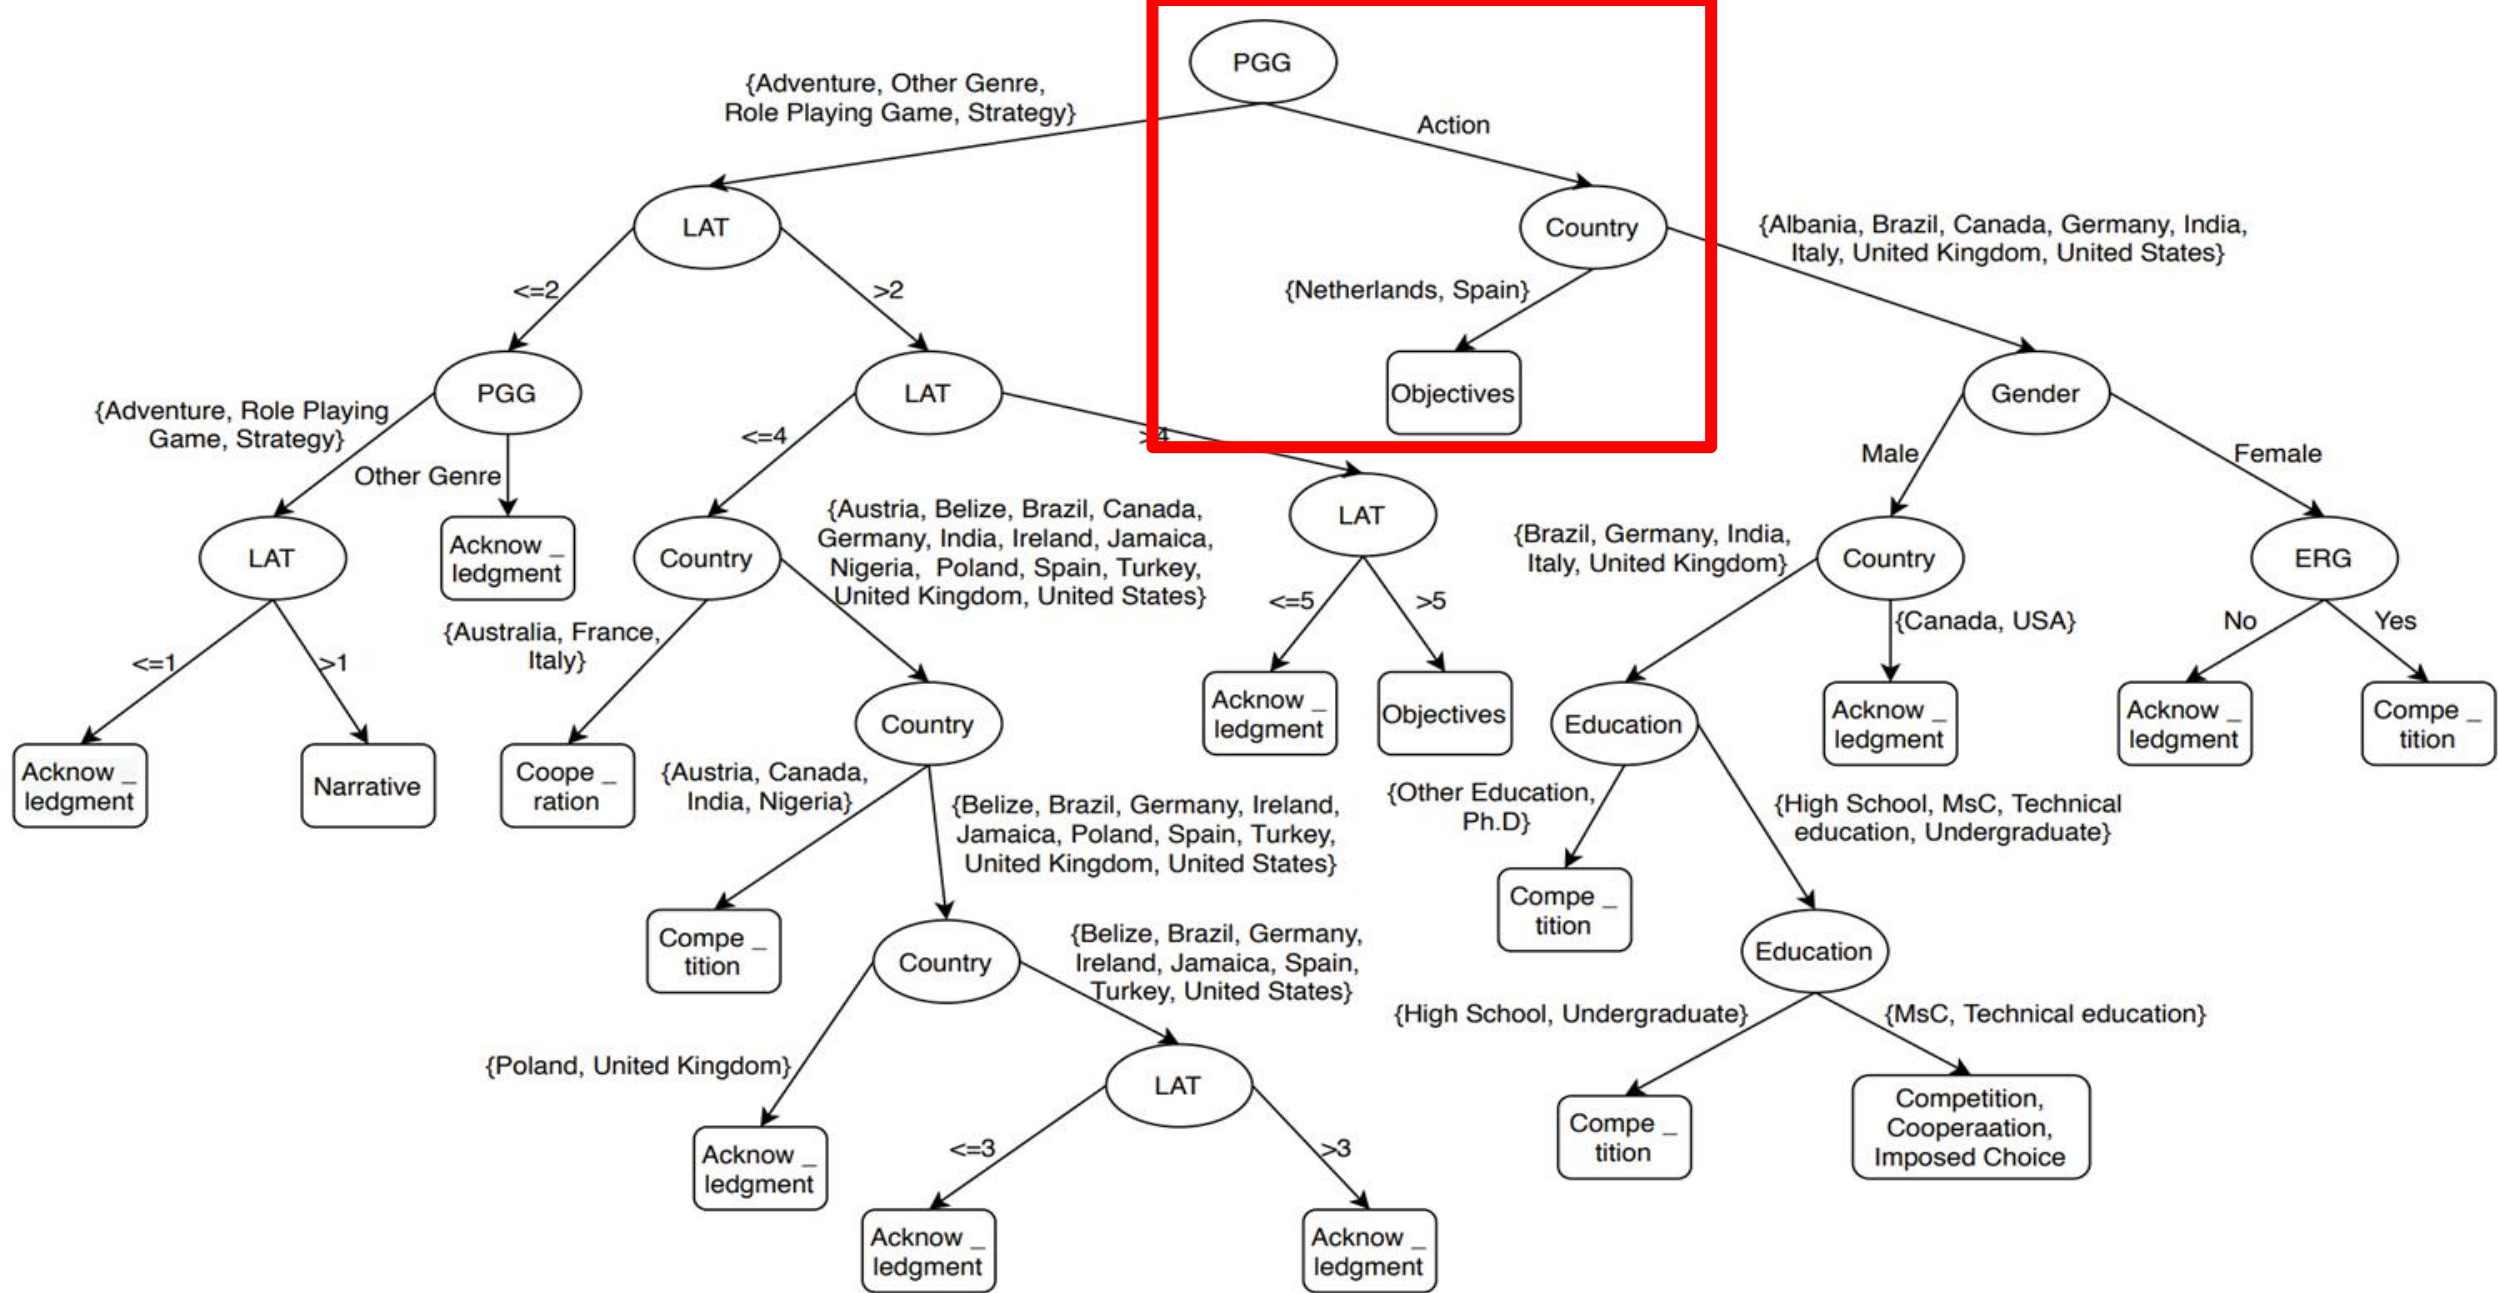 PGG
{Adventure, Other Genre,
Role Playing Game, Strategy}
Action
LAT
Country
{Albania, Brazil, Canada, Germany, India,
Italy, United Kingdom, United States}
<=2
>2
{Netherlands, Spain}
PGG
LAT
Objectives
Gender
{Adventure, Role Playing
Game, Strategy}
Other Genre
<=4
>4
Male
Female
LAT
Acknow _
ledgment
Country
{Austria, Belize, Brazil, Canada,
Germany, India, Ireland, Jamaica,
Nigeria, Poland, Spain, Turkey,
United Kingdom, United States}
LAT
{Brazil, Germany, India,
Italy, United Kingdom}
Country
ERG
<=1
>1
{Australia, France,
Italy}
<=5
>5
{Canada, USA}
No
Yes
Acknow _
ledgment
Narrative
Coope _
ration
Country
Acknow _
ledgment
Objectives
Education
Acknow _
ledgment
Acknow _
ledgment
Compe _
tition
{Austria, Canada,
India, Nigeria}
{Belize, Brazil, Germany, Ireland,
Jamaica, Poland, Spain, Turkey,
United Kingdom, United States}
{Other Education,
Ph.D}
{High School, MsC, Technical
education, Undergraduate}
Compe _
tition
Country
{Belize, Brazil, Germany,
Ireland, Jamaica, Spain,
Turkey, United States}
Compe _
tition
Education
{Poland, United Kingdom}
LAT
{High School, Undergraduate}
{MsC, Technical education}
Acknow _
ledgment
<=3
>3
Compe _
tition
Competition,
Cooperaation,
Imposed Choice
Acknow _
ledgment
Acknow _
ledgment